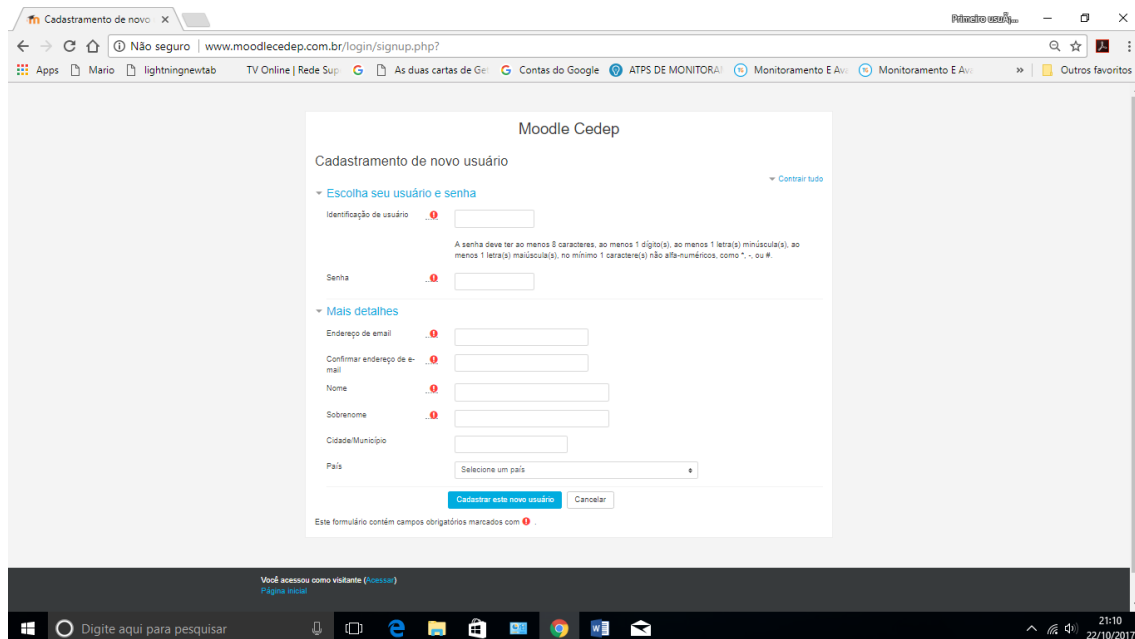 Cadastramento de novo
Primeiro usuÃ¡...
Não seguro | www.moodlecedep.com.br/login/signup.php?
Apps Mario lightningnewtab TV Online | Rede Sup As duas cartas de Ge Contas do Google ATPS DE MONITORA Monitoramento E Av Monitoramento E Av » Outros favoritos
Moodle Cedep
Cadastramento de novo usuário
Contrair tudo
Escolha seu usuário e senha
Identificação de usuário
A senha deve ter ao menos 8 caracteres, ao menos 1 dígito(s), ao menos 1 letra(s) minúscula(s), ao
menos 1 letra(s) maiúscula(s), no mínimo 1 caractere(s) não alfa-numéricos, como *, -, ou #.
Senha
Mais detalhes
Endereço de email
Confirmar endereço de e-
mail
Nome
Sobrenome
Cidade/Município
País Selecione um país
Cadastrar este novo usuário Cancelar
Este formulário contém campos obrigatórios marcados com .
Você acessou como visitante (Acessar)
Página inicial
Digite aqui para pesquisar
21:10
22/10/2017